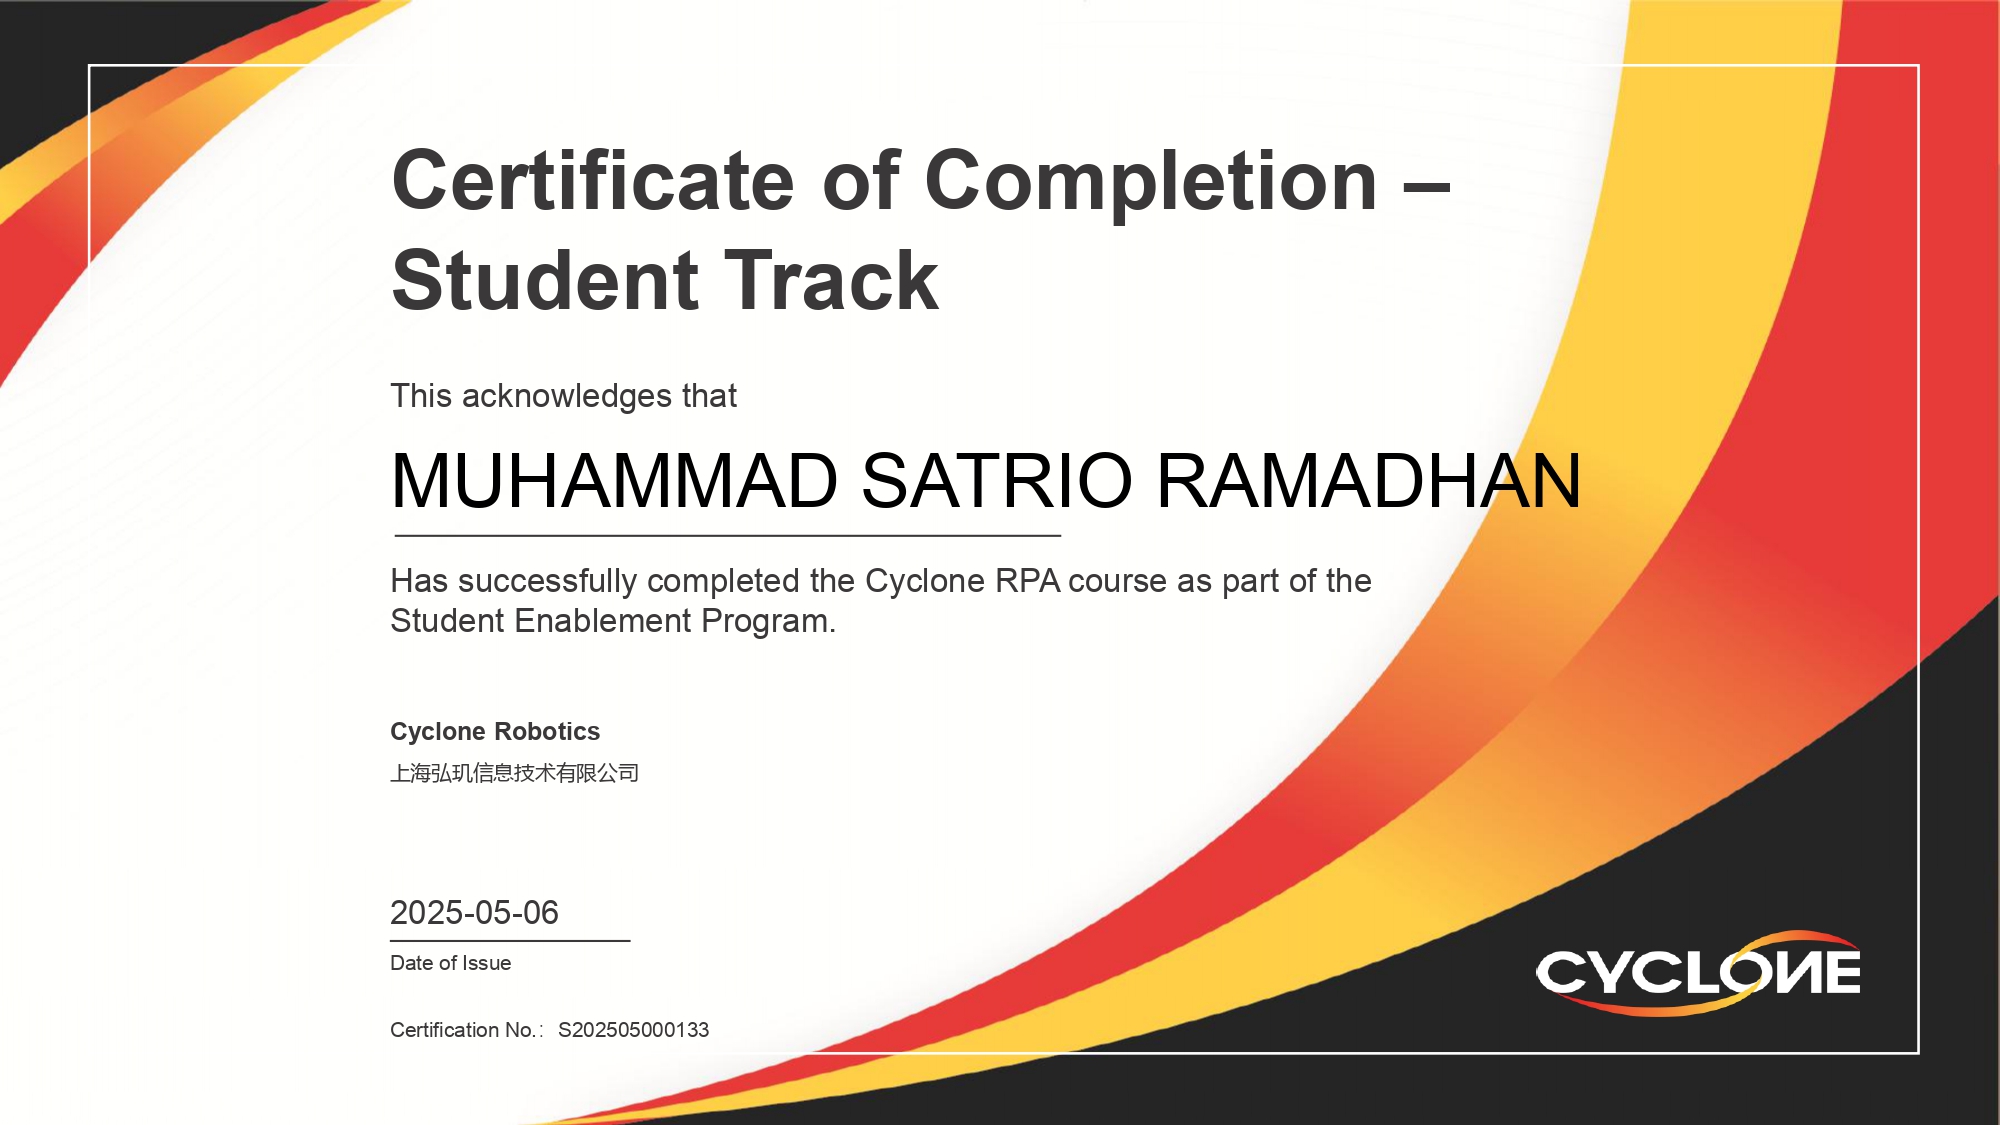 Certificate of Completion –
Student Track
This acknowledges that
MUHAMMAD SATRIO RAMADHAN
Has successfully completed the Cyclone RPA course as part of the
Student Enablement Program.
Cyclone Robotics
上海弘玑信息技术有限公司
2025-05-06
Date of Issue
Certification No.：S202505000133
CYCLONE